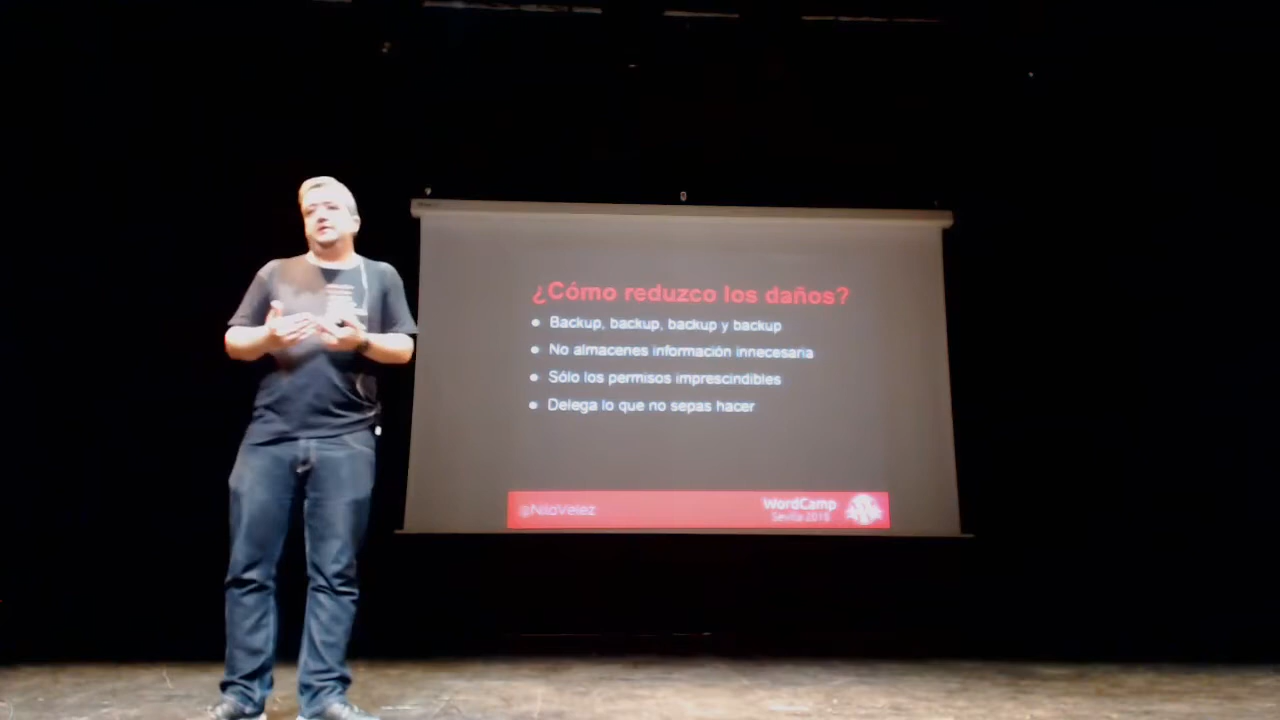 ¿Cómo reduzco los daños?
Backup, backup, backup y backup
No almacenes información innecesaria
Sólo los permisos imprescindibles
Delega lo que no sepas hacer
@NiloVelez
WordCamp
Sevilla